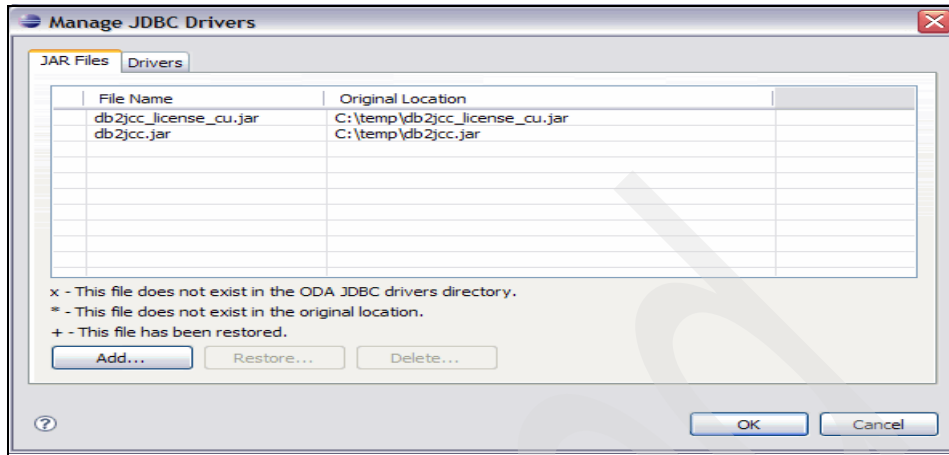 Manage JDBC Drivers
JAR Files Drivers
File Name Original Location
db2jcc_license_cu.jar C:\temp\db2jcc_license_cu.jar
db2jcc.jar C:\temp\db2jcc.jar
x - This file does not exist in the ODA JDBC drivers directory.
* - This file does not exist in the original location.
+ - This file has been restored.
Add... Restore... Delete...
? OK Cancel